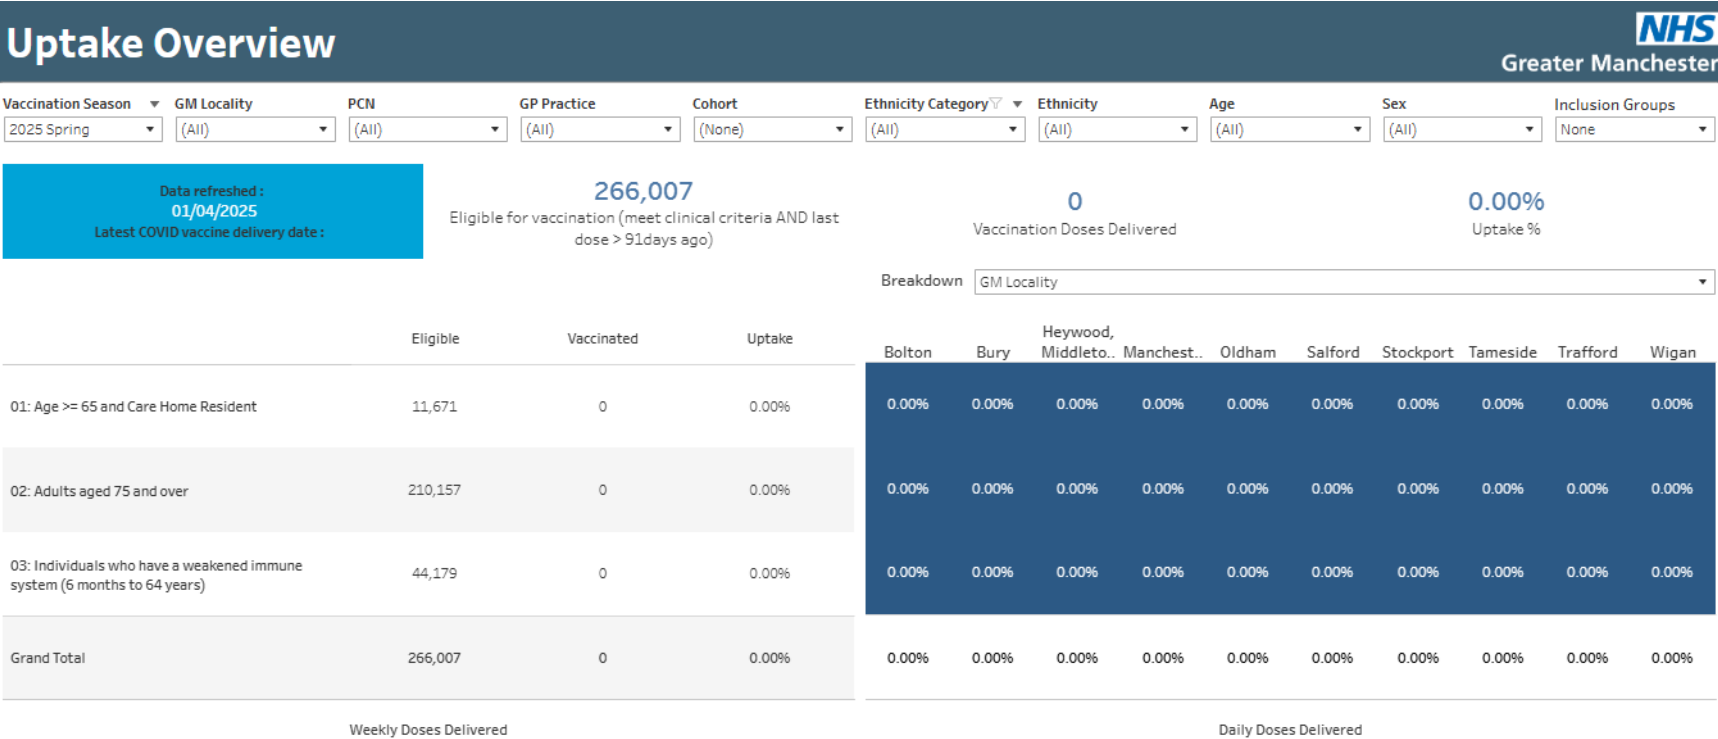 Uptake Overview
NHS
Greater Manchester
Vaccination Season GM Locality PCN GP Practice Cohort Ethnicity Category Ethnicity Age Sex Inclusion Groups
2025 Spring (All) (All) (All) (None) (All) (All) (All) (All) None
Data refreshed :
01/04/2025
Latest COVID vaccine delivery date :
266,007
Eligible for vaccination (meet clinical criteria AND last
dose > 91days ago)
0
Vaccination Doses Delivered
0.00%
Uptake %
Breakdown GM Locality
Eligible Vaccinated Uptake
Heywood,
Bolton Bury Middleto.. Manchest.. Oldham Salford Stockport Tameside Trafford Wigan
01: Age >= 65 and Care Home Resident 11,671 0 0.00% 0.00% 0.00% 0.00% 0.00% 0.00% 0.00% 0.00% 0.00% 0.00% 0.00%
02: Adults aged 75 and over 210,157 0 0.00% 0.00% 0.00% 0.00% 0.00% 0.00% 0.00% 0.00% 0.00% 0.00% 0.00%
03: Individuals who have a weakened immune
system (6 months to 64 years) 44,179 0 0.00% 0.00% 0.00% 0.00% 0.00% 0.00% 0.00% 0.00% 0.00% 0.00% 0.00%
Grand Total 266,007 0 0.00% 0.00% 0.00% 0.00% 0.00% 0.00% 0.00% 0.00% 0.00% 0.00% 0.00%
Weekly Doses Delivered Daily Doses Delivered